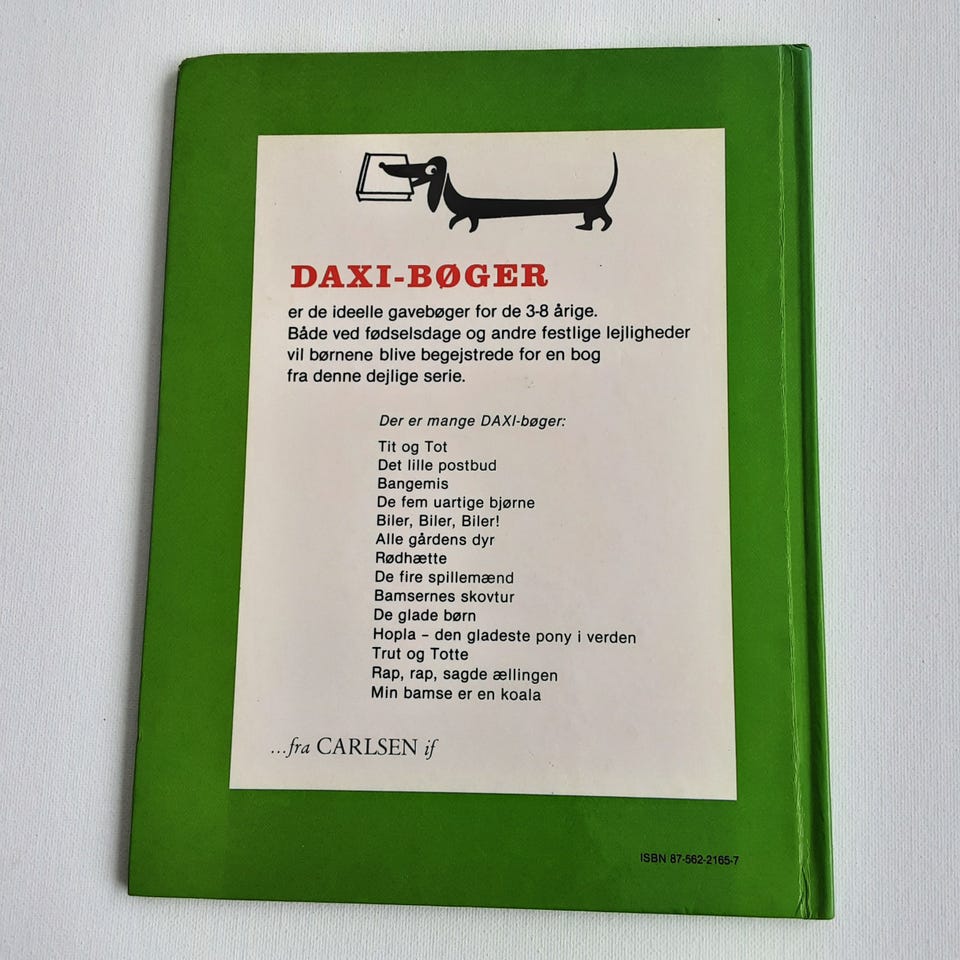 DAXI-BØGER
er de ideelle gavebøger for de 3-8 årige.
Både ved fødselsdage og andre festlige lejligheder
vil børnene blive begejstrede for en bog
fra denne dejlige serie.
Der er mange DAXI-bøger:
Tit og Tot
Det lille postbud
Bangemis
De fem uartige bjørne
Biler, Biler, Biler!
Alle gårdens dyr
Rødhætte
De fire spillemænd
Bamsernes skovtur
De glade børn
Hopla – den gladeste pony i verden
Trut og Totte
Rap, rap, sagde ællingen
Min bamse er en koala
...fra CARLSEN if
ISBN 87-562-2165-7